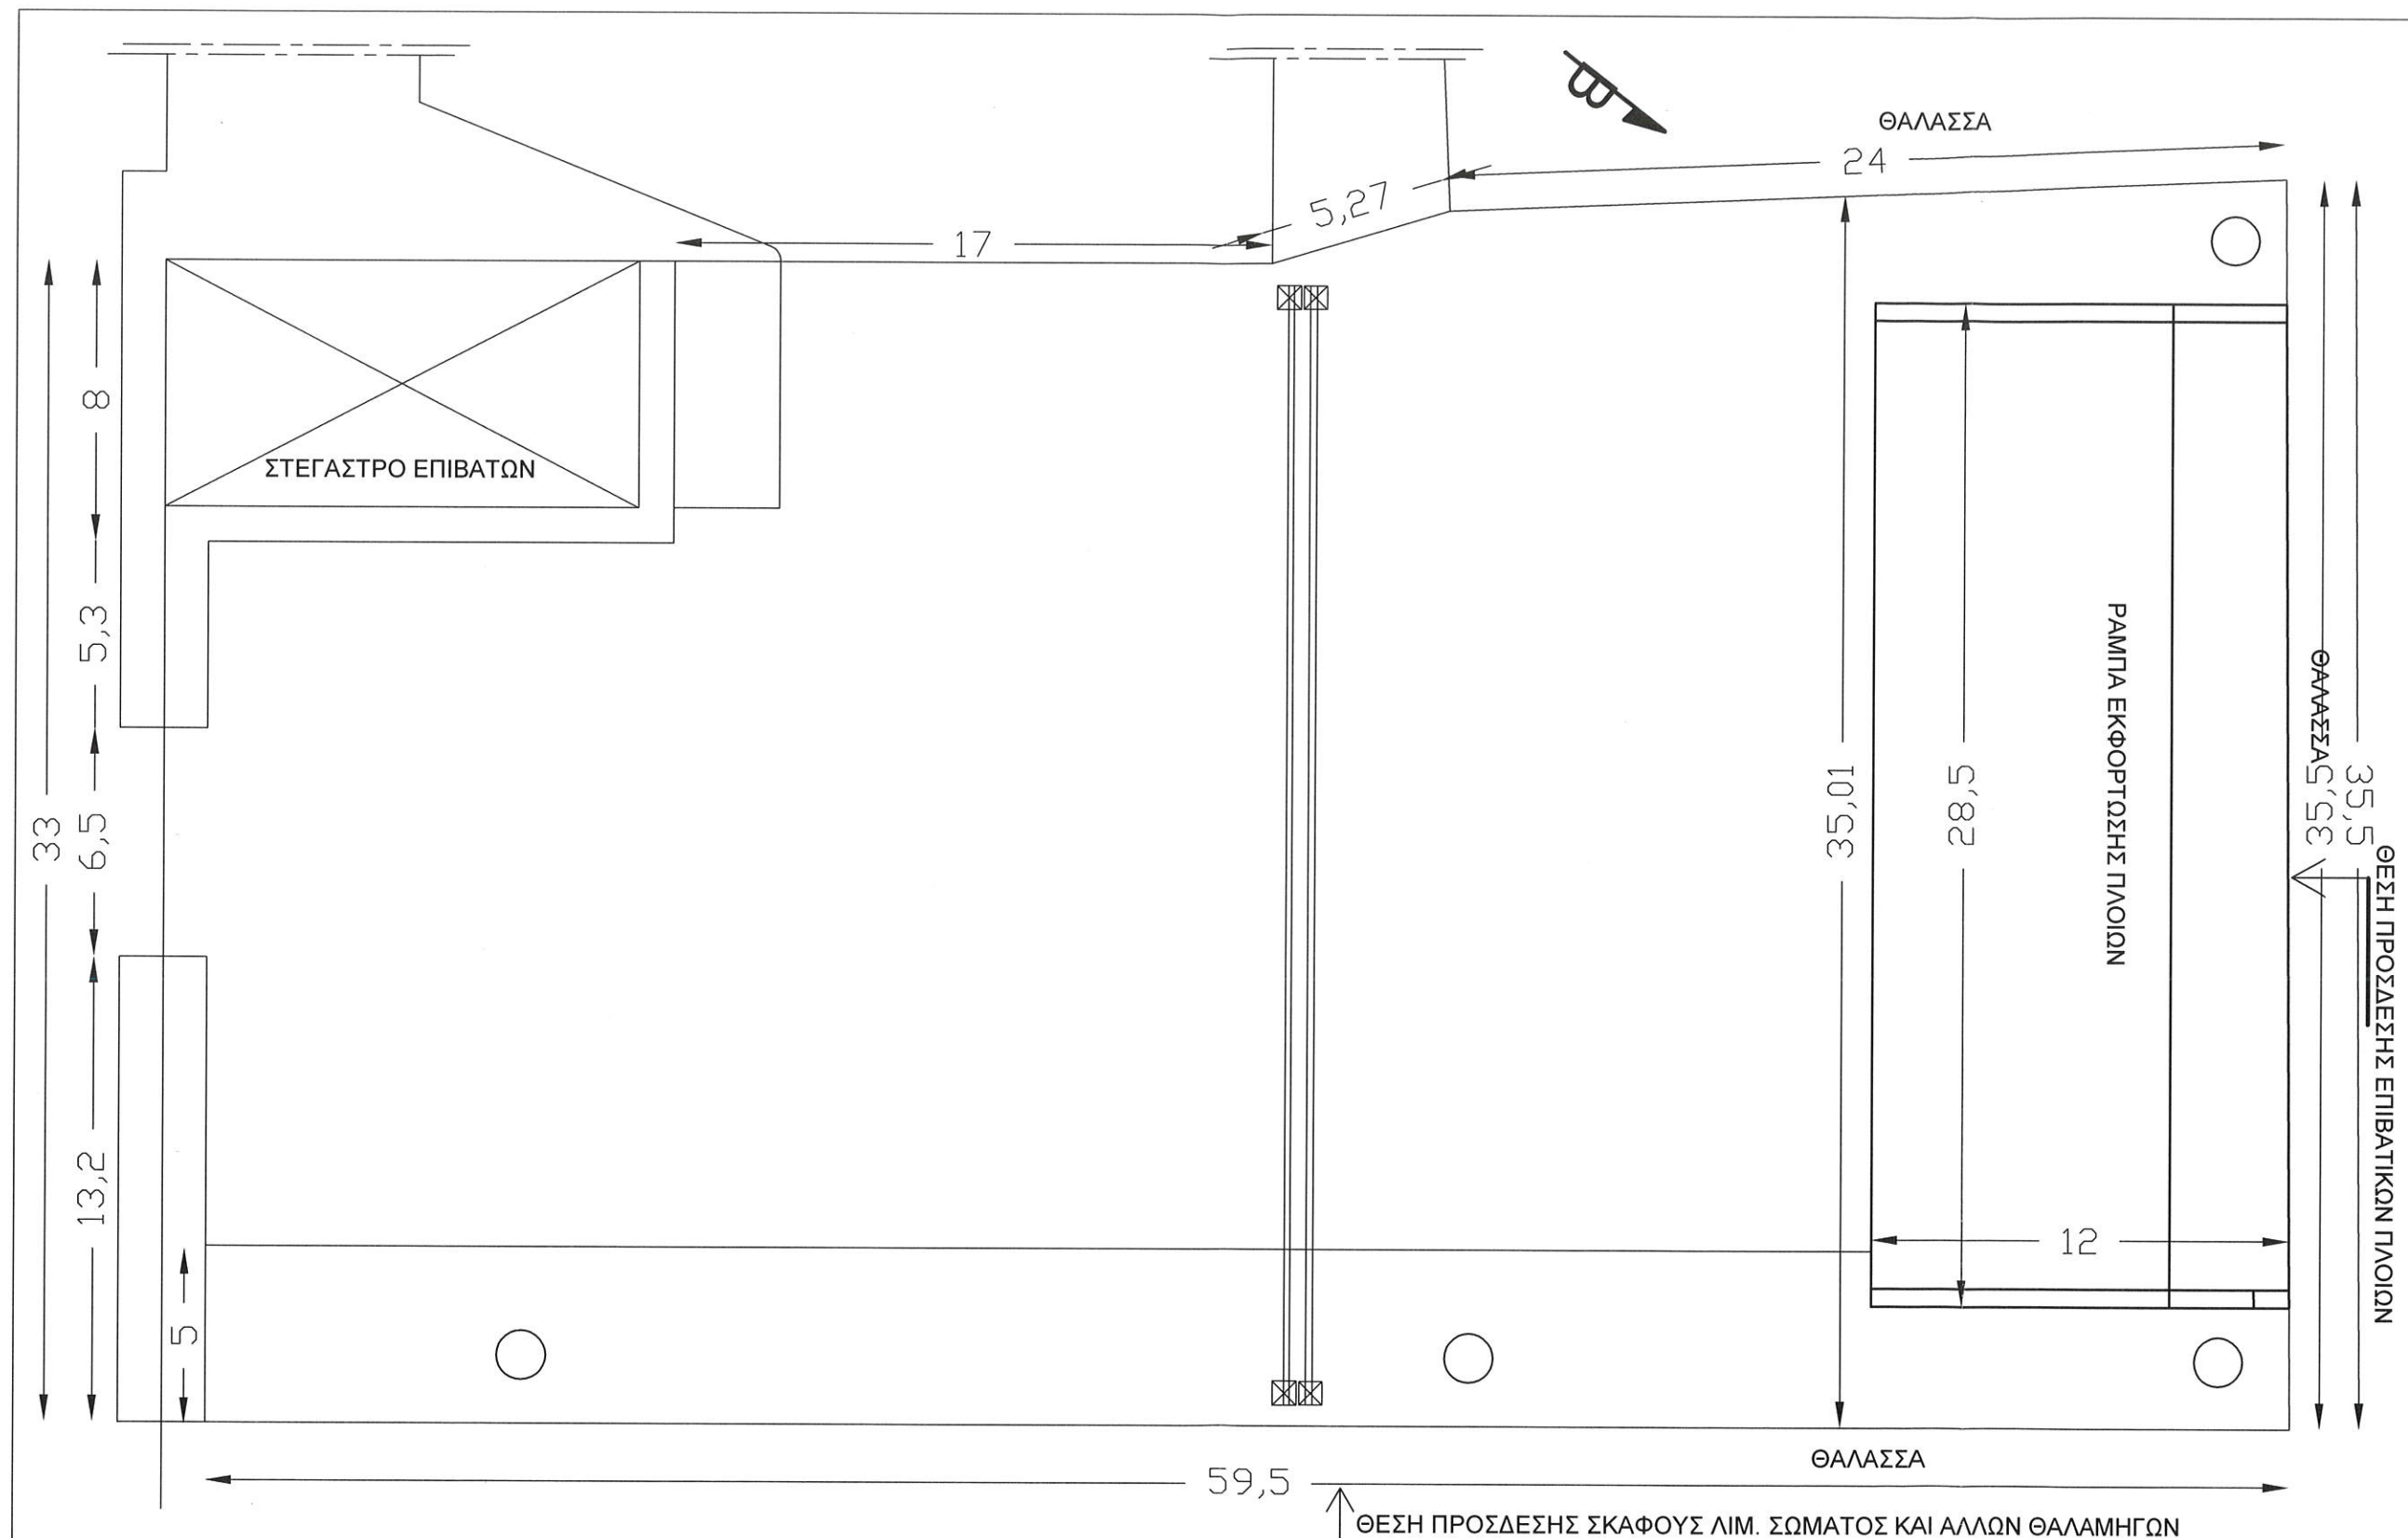 Β
ΘΑΛΑΣΣΑ
24
5,27
17
8
ΣΤΕΓΑΣΤΡΟ ΕΠΙΒΑΤΩΝ
5,3
33
6,5
13,2
5
35,01
28,5
ΡΑΜΠΑ ΕΚΦΟΡΤΩΣΗΣ ΠΛΟΙΩΝ
12
ΘΑΛΑΣΣΑ
35,5
35,5
ΘΕΣΗ ΠΡΟΣΔΕΣΗΣ ΕΠΙΒΑΤΙΚΩΝ ΠΛΟΙΩΝ
ΘΑΛΑΣΣΑ
59,5
ΘΕΣΗ ΠΡΟΣΔΕΣΗΣ ΣΚΑΦΟΥΣ ΛΙΜ. ΣΩΜΑΤΟΣ ΚΑΙ ΑΛΛΩΝ ΘΑΛΑΜΗΓΩΝ